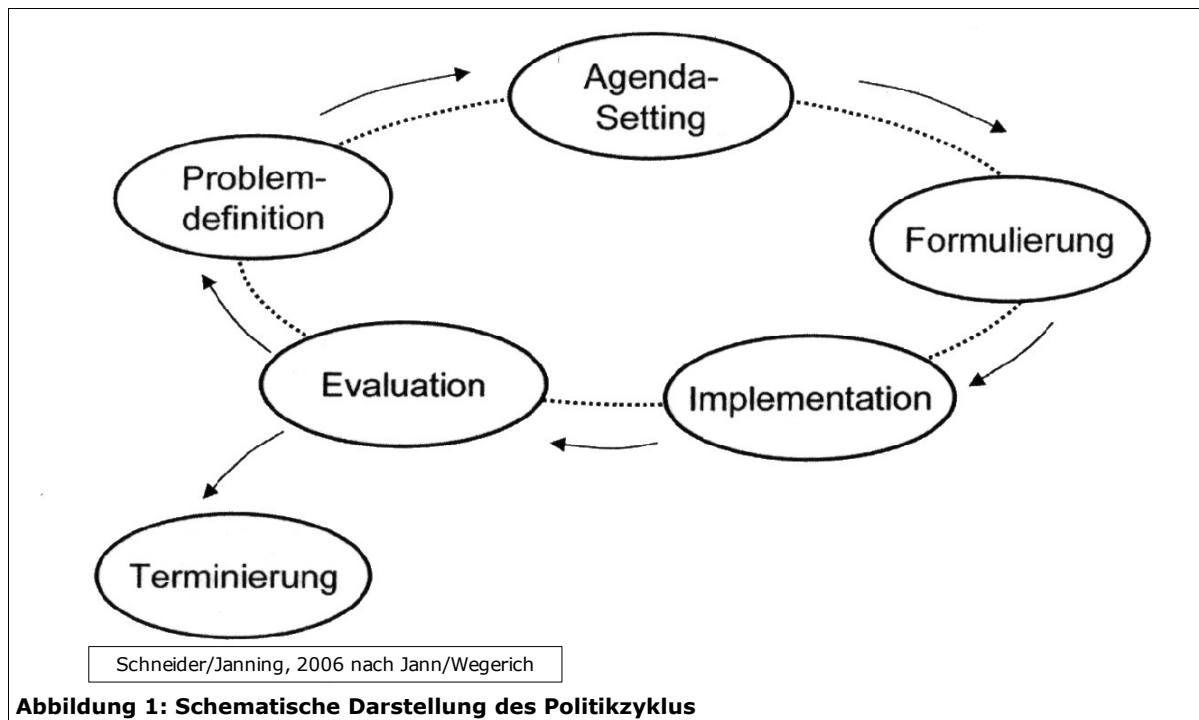 Agenda-
Setting
Problem-
definition
Formulierung
Evaluation
Implementation
Terminierung
Schneider/Janning, 2006 nach Jann/Wegerich
Abbildung 1: Schematische Darstellung des Politikzyklus